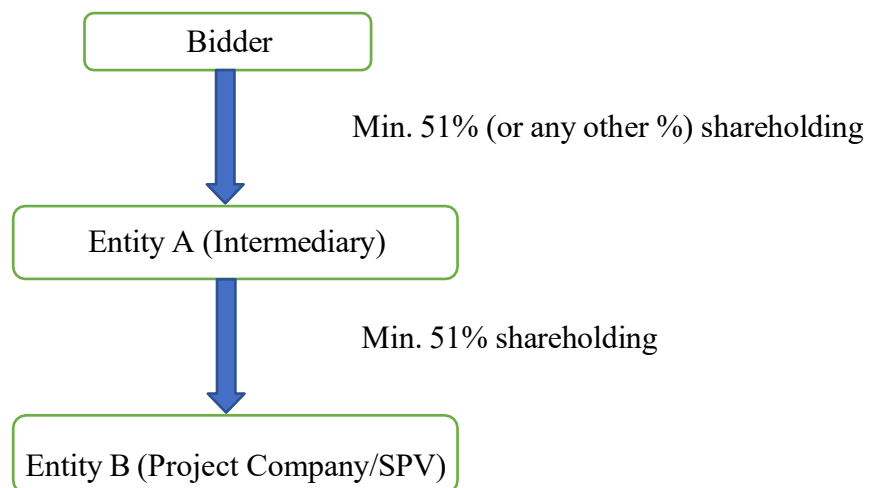 Bidder
Min. 51% (or any other %) shareholding
Entity A (Intermediary)
Min. 51% shareholding
Entity B (Project Company/SPV)